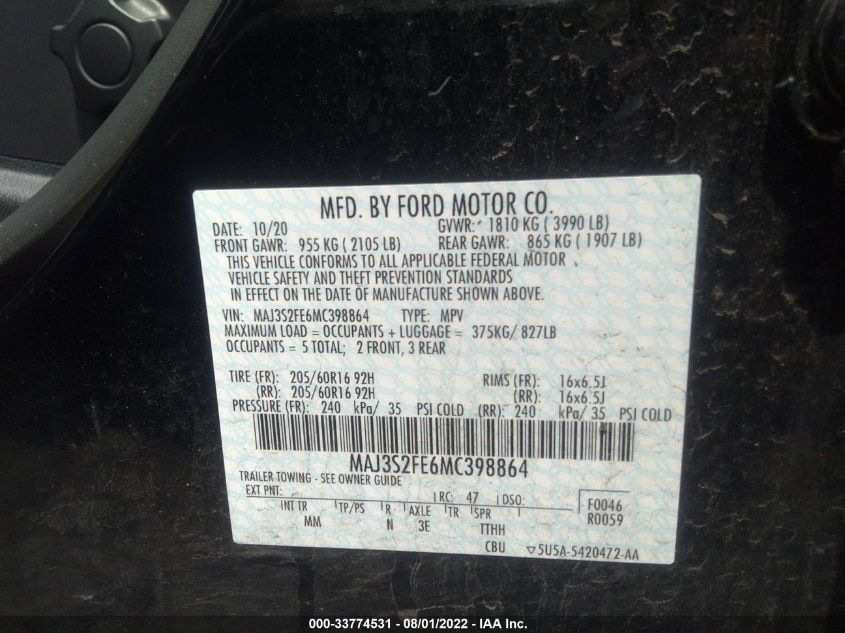 MFD. BY FORD MOTOR CO.
DATE: 10/20 GVWR: 1810 KG ( 3990 LB)
FRONT GAWR: 955 KG ( 2105 LB) REAR GAWR: 865 KG ( 1907 LB)
THIS VEHICLE CONFORMS TO ALL APPLICABLE FEDERAL MOTOR
VEHICLE SAFETY AND THEFT PREVENTION STANDARDS
IN EFFECT ON THE DATE OF MANUFACTURE SHOWN ABOVE.
VIN: MAJ3S2FE6MC398864 TYPE: MPV
MAXIMUM LOAD = OCCUPANTS + LUGGAGE = 375KG/ 827LB
OCCUPANTS = 5 TOTAL; 2 FRONT, 3 REAR
TIRE (FR): 205/60R16 92H RIMS (FR): 16x6.5J
(RR): 205/60R16 92H (RR): 16x6.5J
PRESSURE (FR): 240 kPa/ 35 PSI COLD (RR): 240 kPa/ 35 PSI COLD
MAJ3S2FE6MC398864
TRAILER TOWING - SEE OWNER GUIDE
EXT PNT: RC: 47 DSO: F0046
INT TR TP/PS R AXLE TR SPR R0059
MM N 3E TTHH
CBU ▽5U5A-5420472-AA
000-33774531 - 08/01/2022 - IAA Inc.